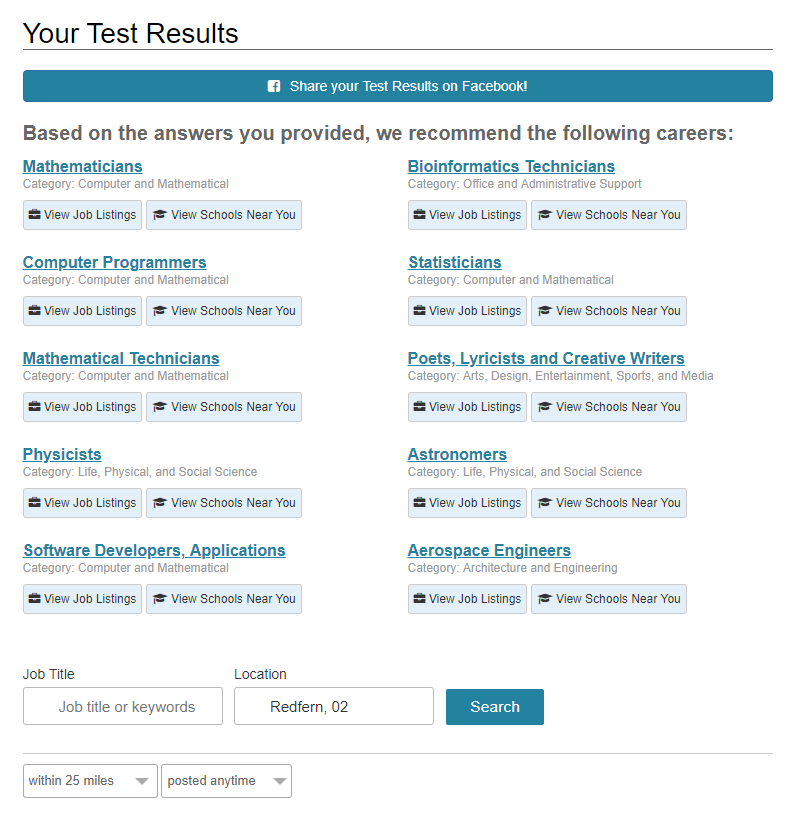 Your Test Results
Share your Test Results on Facebook!
Based on the answers you provided, we recommend the following careers:
Mathematicians
Category: Computer and Mathematical
View Job Listings View Schools Near You
Bioinformatics Technicians
Category: Office and Administrative Support
View Job Listings View Schools Near You
Computer Programmers
Category: Computer and Mathematical
View Job Listings View Schools Near You
Statisticians
Category: Computer and Mathematical
View Job Listings View Schools Near You
Mathematical Technicians
Category: Computer and Mathematical
View Job Listings View Schools Near You
Poets, Lyricists and Creative Writers
Category: Arts, Design, Entertainment, Sports, and Media
View Job Listings View Schools Near You
Physicists
Category: Life, Physical, and Social Science
View Job Listings View Schools Near You
Astronomers
Category: Life, Physical, and Social Science
View Job Listings View Schools Near You
Software Developers, Applications
Category: Computer and Mathematical
View Job Listings View Schools Near You
Aerospace Engineers
Category: Architecture and Engineering
View Job Listings View Schools Near You
Job Title Location
Job title or keywords Redfern, 02 Search
within 25 miles posted anytime